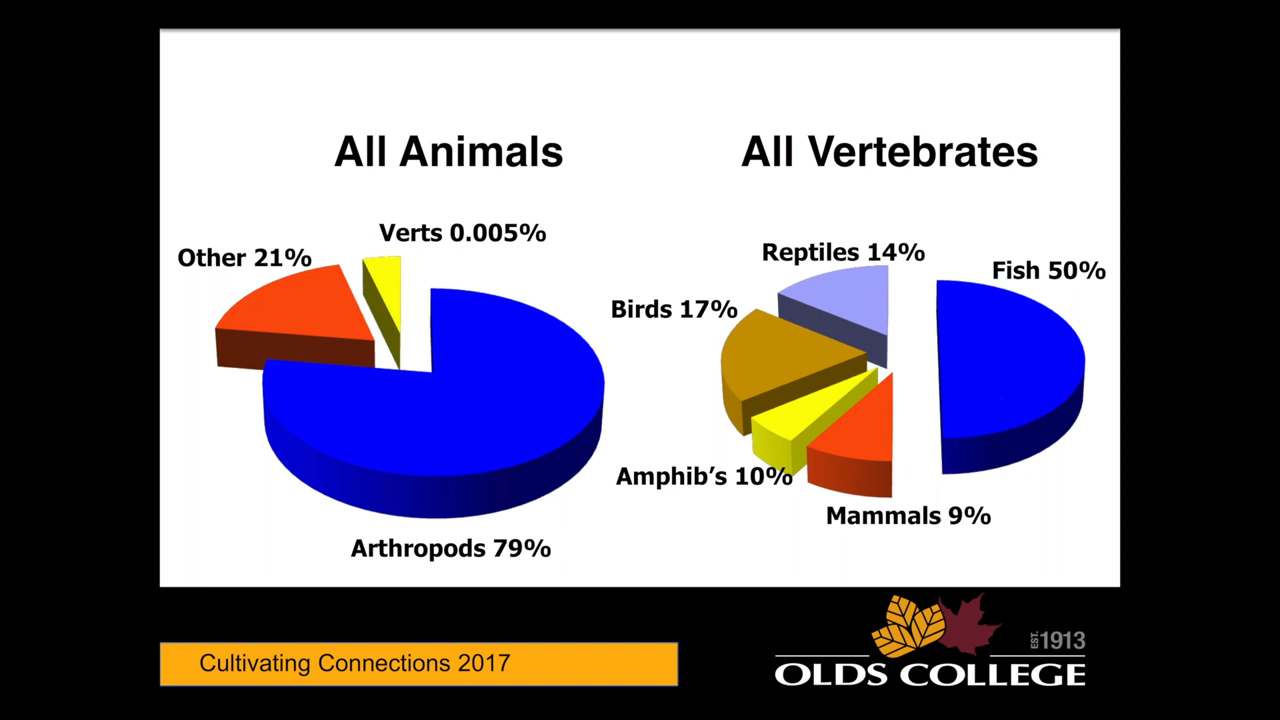 All Animals
Verts 0.005%
Other 21%
Arthropods 79%
All Vertebrates
Reptiles 14%
Fish 50%
Birds 17%
Amphib’s 10%
Mammals 9%
Cultivating Connections 2017
EST. 1913
OLDS COLLEGE